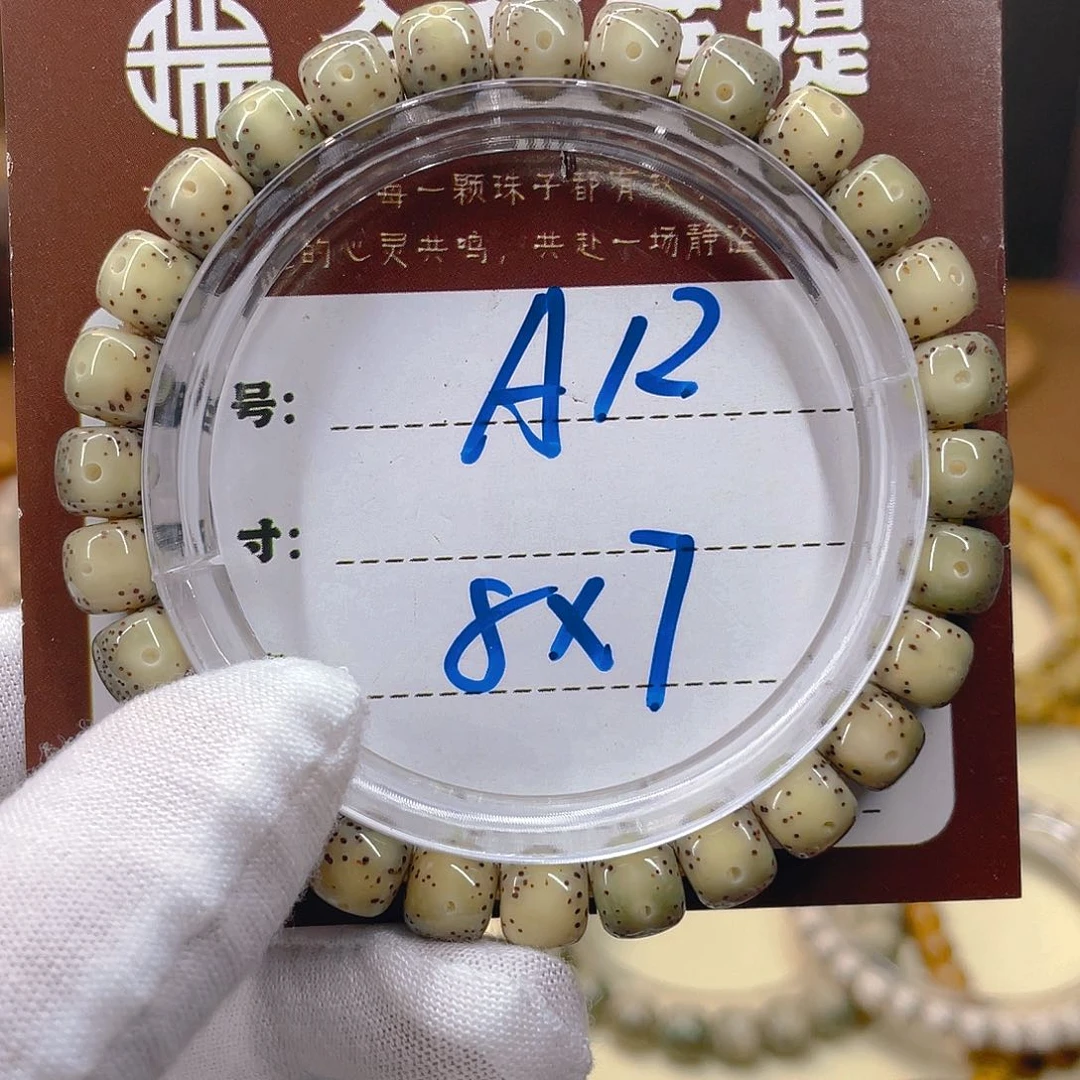 提
每一颗珠子都有
的心灵共鸣，共赴一场静谧
号： A12
寸：
8x7